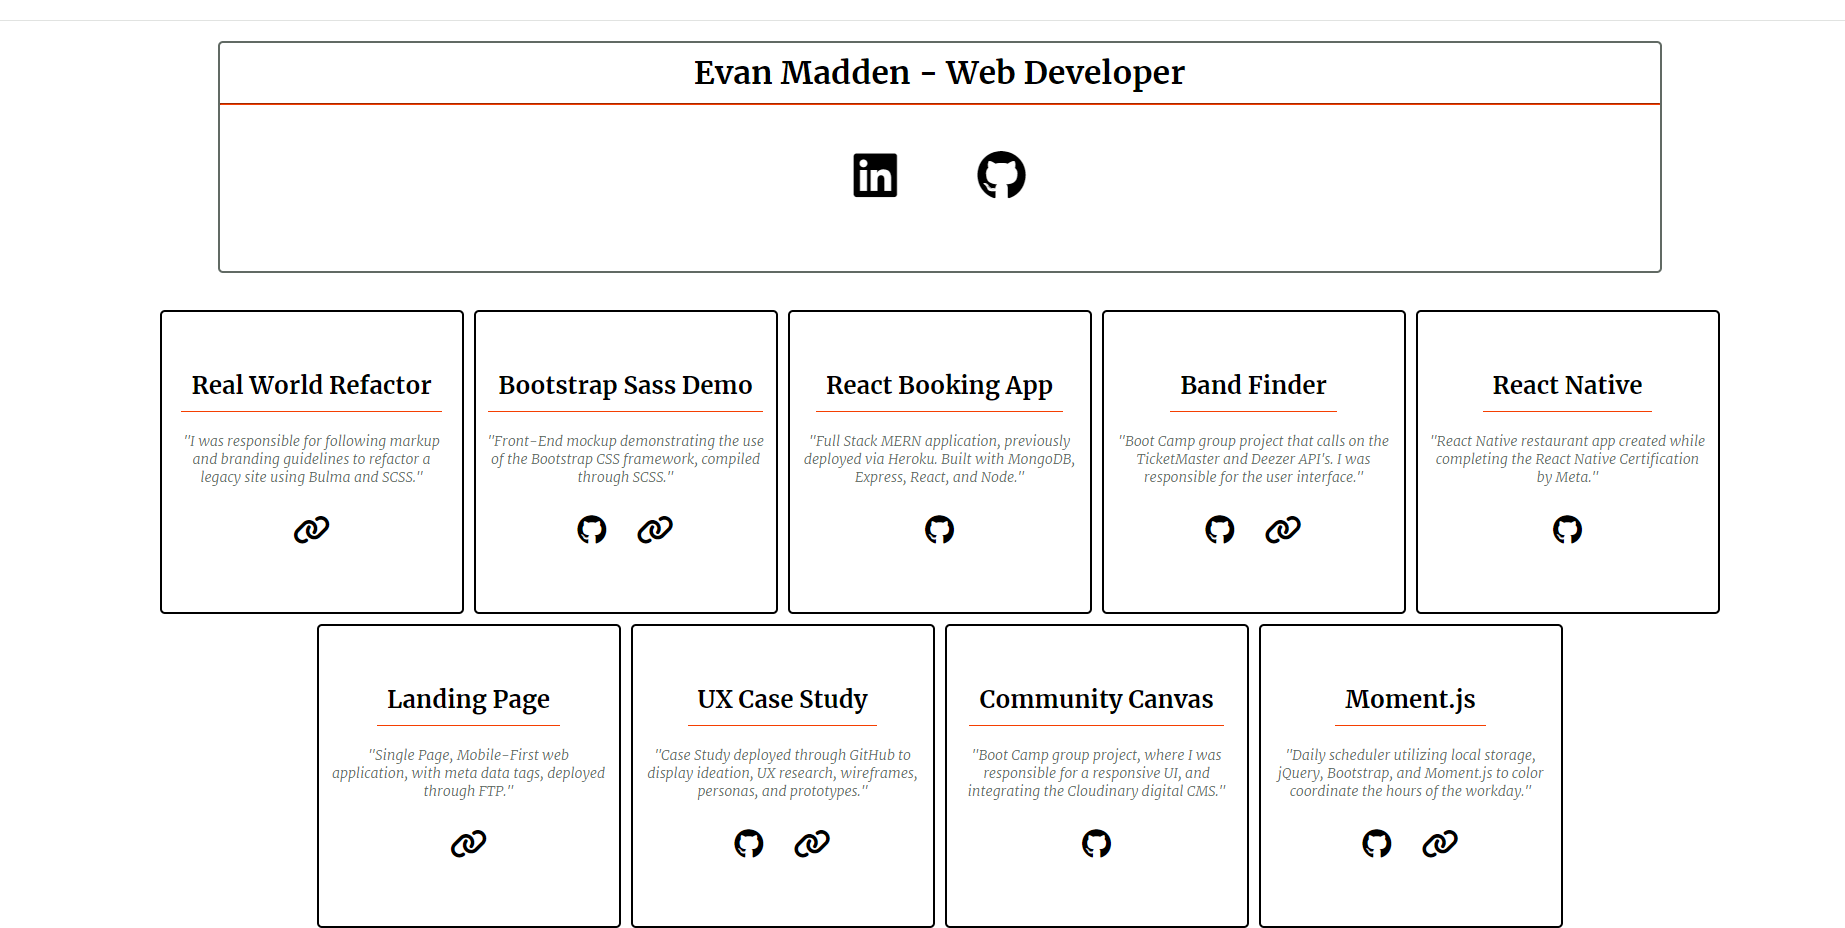 Evan Madden - Web Developer
in
Real World Refactor
"I was responsible for following markup
and branding guidelines to refactor a
legacy site using Bulma and SCSS."
Bootstrap Sass Demo
"Front-End mockup demonstrating the use
of the Bootstrap CSS framework, compiled
through SCSS."
React Booking App
"Full Stack MERN application, previously
deployed via Heroku. Built with MongoDB,
Express, React, and Node."
Band Finder
"Boot Camp group project that calls on the
TicketMaster and Deezer API's. I was
responsible for the user interface."
React Native
"React Native restaurant app created while
completing the React Native Certification
by Meta."
Landing Page
"Single Page, Mobile-First web
application, with meta data tags, deployed
through FTP."
UX Case Study
"Case Study deployed through GitHub to
display ideation, UX research, wireframes,
personas, and prototypes."
Community Canvas
"Boot Camp group project, where I was
responsible for a responsive UI, and
integrating the Cloudinary digital CMS."
Moment.js
"Daily scheduler utilizing local storage,
jQuery, Bootstrap, and Moment.js to color
coordinate the hours of the workday."